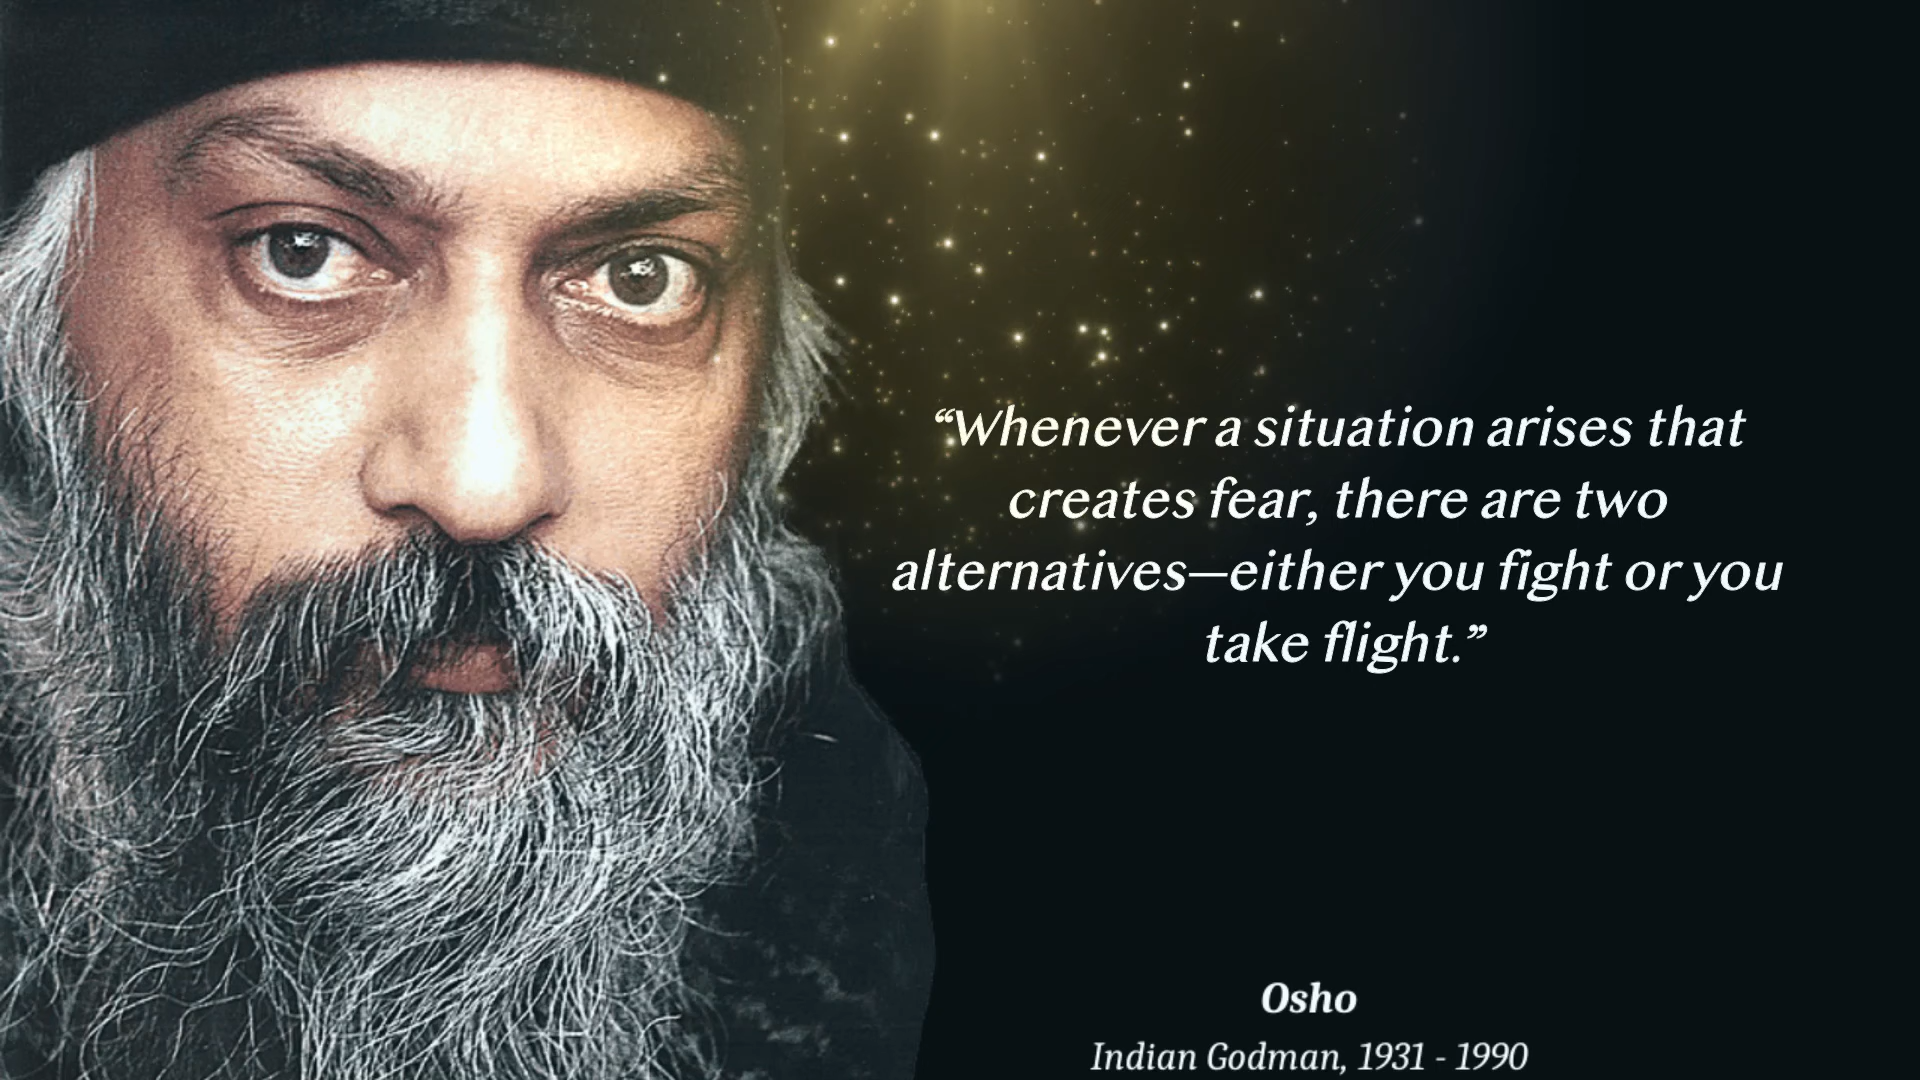 “Whenever a situation arises that
creates fear, there are two
alternatives—either you fight or you
take flight.”
Osho
Indian Godman, 1931 - 1990